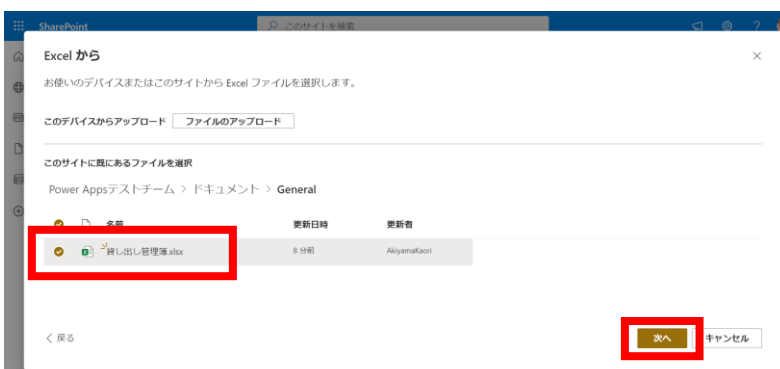 SharePoint
このサイトを検索
?
Excel から
お使いのデバイスまたはこのサイトから Excel ファイルを選択します。
このデバイスからアップロード ファイルのアップロード
このサイトに既にあるファイルを選択
Power Appsテストチーム > ドキュメント > General
名前 更新日時 更新者
貸し出し管理簿.xlsx 8 分前 AkiyamaKaori
< 戻る 次へ キャンセル